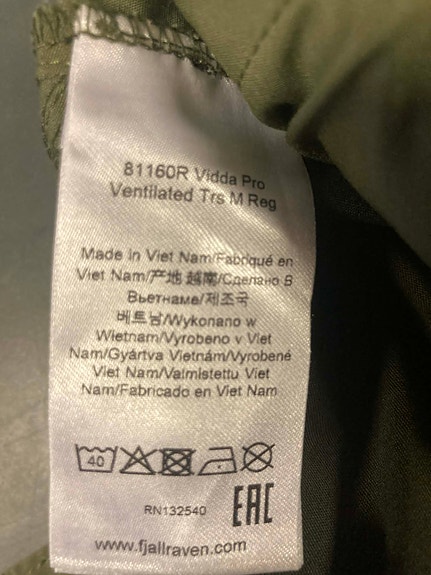 81160R Vidda Pro
Ventilated Trs M Reg
Made in Viet Nam/Fabriqué en
Viet Nam/产地 越南/Сделано в
Вьетнаме/제조국
베트남/Wykonano w
Wietnam/Vyrobeno v Viet
Nam/Gyártva Vietnám/Vyrobené
Viet Nam/Valmistettu Viet
Nam/Fabricado en Viet Nam
40
RN132540 EAC
www.fjallraven.com